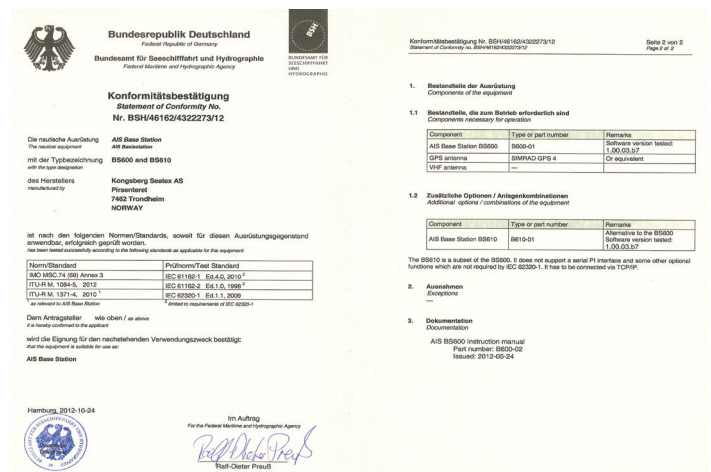 Bundesrepublik Deutschland
Federal Republic of Germany
Bundesamt für Seeschifffahrt und Hydrographie
Federal Maritime and Hydrographic Agency
BSH
BUNDESAMT FÜR
SEESCHIFFFAHRT
UND
HYDROGRAPHIE
Konformitätsbestätigung
Statement of Conformity No.
Nr. BSH/46162/4322273/12
Die nautische Ausrüstung AIS Base Station
The nautical equipment AIS Basisstation
mit der Typbezeichnung BS600 and BS610
with the type designation
des Herstellers Kongsberg Seatex AS
manufactured by Pirsenteret
7462 Trondheim
NORWAY
ist nach den folgenden Normen/Standards, soweit für diesen Ausrüstungsgegenstand
anwendbar, erfolgreich geprüft worden.
has been tested successfully according to the following standards as applicable for this equipment:
Norm/Standard Prüfnorm/Test Standard
IMO MSC.74 (69) Annex 3 IEC 61162-1 Ed.4.0, 2010 2
ITU-R M. 1084-5, 2012 IEC 61162-2 Ed.1.0, 1998 2
ITU-R M. 1371-4, 2010 1 IEC 62320-1 Ed.1.1, 2009
1 as relevant to AIS Base Station 2 limited to requirements of IEC 62320-1
Dem Antragsteller wie oben / as above
it is hereby confirmed to the applicant
wird die Eignung für den nachstehenden Verwendungszweck bestätigt:
that the equipment is suitable for use as:
AIS Base Station
Hamburg, 2012-10-24
Im Auftrag
For the Federal Maritime and Hydrographic Agency
Ralf-Dieter Preuß
Ralf-Dieter Preuß
Konformitätsbestätigung Nr. BSH/46162/4322273/12 Seite 2 von 2
Statement of Conformity no. BSH/46162/4322273/12 Page 2 of 2
1. Bestandteile der Ausrüstung
Components of the equipment
1.1 Bestandteile, die zum Betrieb erforderlich sind
Components necessary for operation
Component Type or part number Remarks
AIS Base Station BS600 B600-01 Software version tested:
1.00.03.b7
GPS antenna SIMRAD GPS 4 Or equivalent
VHF antenna ---
1.2 Zusätzliche Optionen / Anlagenkombinationen
Additional options / combinations of the equipment
Component Type or part number Remarks
AIS Base Station BS610 B610-01 Alternative to the BS600
Software version tested:
1.00.03.b7
The BS610 is a subset of the BS600. It does not support a serial PI interface and some other optional
functions which are not required by IEC 62320-1. It has to be connected via TCP/IP.
2. Ausnahmen
Exceptions
---
3. Dokumentation
Documentation
AIS BS600 Instruction manual
Part number: B600-02
Issued: 2012-05-24